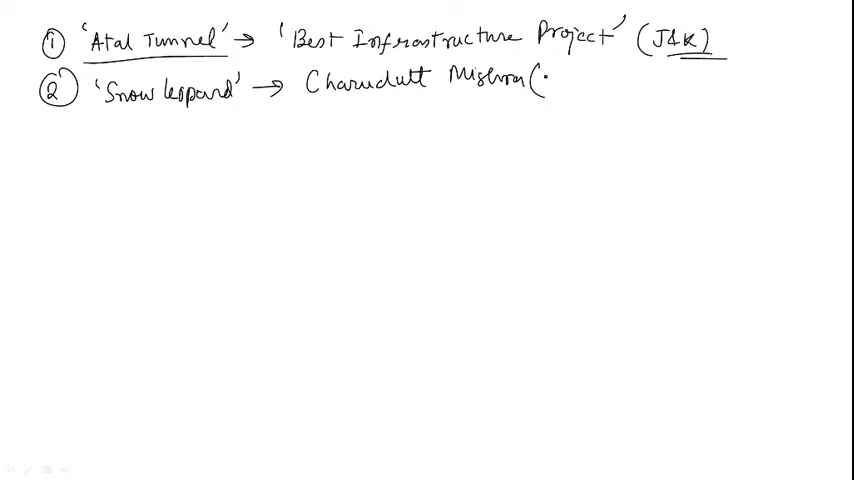 ① 'Atal Tunnel' → 'Best Infrastructure Project' (J&K)
② 'Snow leopard' → Charudutt Mishra (